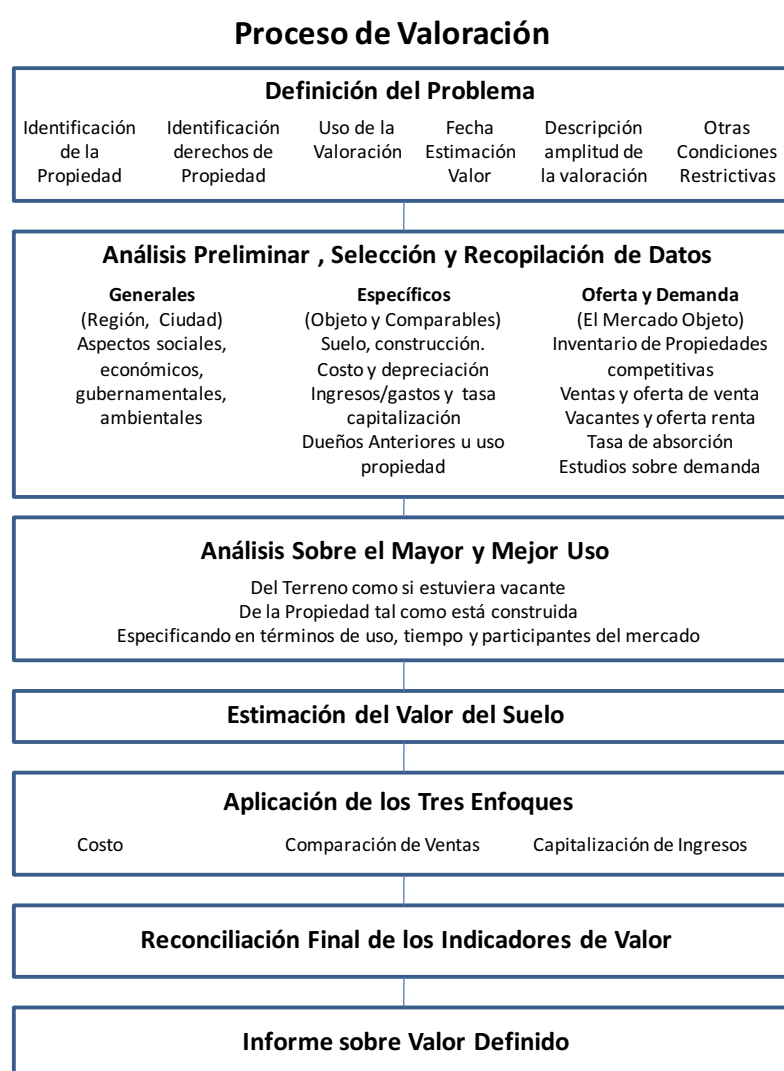 Proceso de Valoración
Definición del Problema
Identificación
de la
Propiedad
Identificación
derechos de
Propiedad
Uso de la
Valoración
Fecha
Estimación
Valor
Descripción
amplitud de
la valoración
Otras
Condiciones
Restrictivas
Análisis Preliminar , Selección y Recopilación de Datos
Generales
(Región, Ciudad)
Aspectos sociales,
económicos,
gubernamentales,
ambientales
Específicos
(Objeto y Comparables)
Suelo, construcción.
Costo y depreciación
Ingresos/gastos y tasa
capitalización
Dueños Anteriores u uso
propiedad
Oferta y Demanda
(El Mercado Objeto)
Inventario de Propiedades
competitivas
Ventas y oferta de venta
Vacantes y oferta renta
Tasa de absorción
Estudios sobre demanda
Análisis Sobre el Mayor y Mejor Uso
Del Terreno como si estuviera vacante
De la Propiedad tal como está construida
Especificando en términos de uso, tiempo y participantes del mercado
Estimación del Valor del Suelo
Aplicación de los Tres Enfoques
Costo
Comparación de Ventas
Capitalización de Ingresos
Reconciliación Final de los Indicadores de Valor
Informe sobre Valor Definido